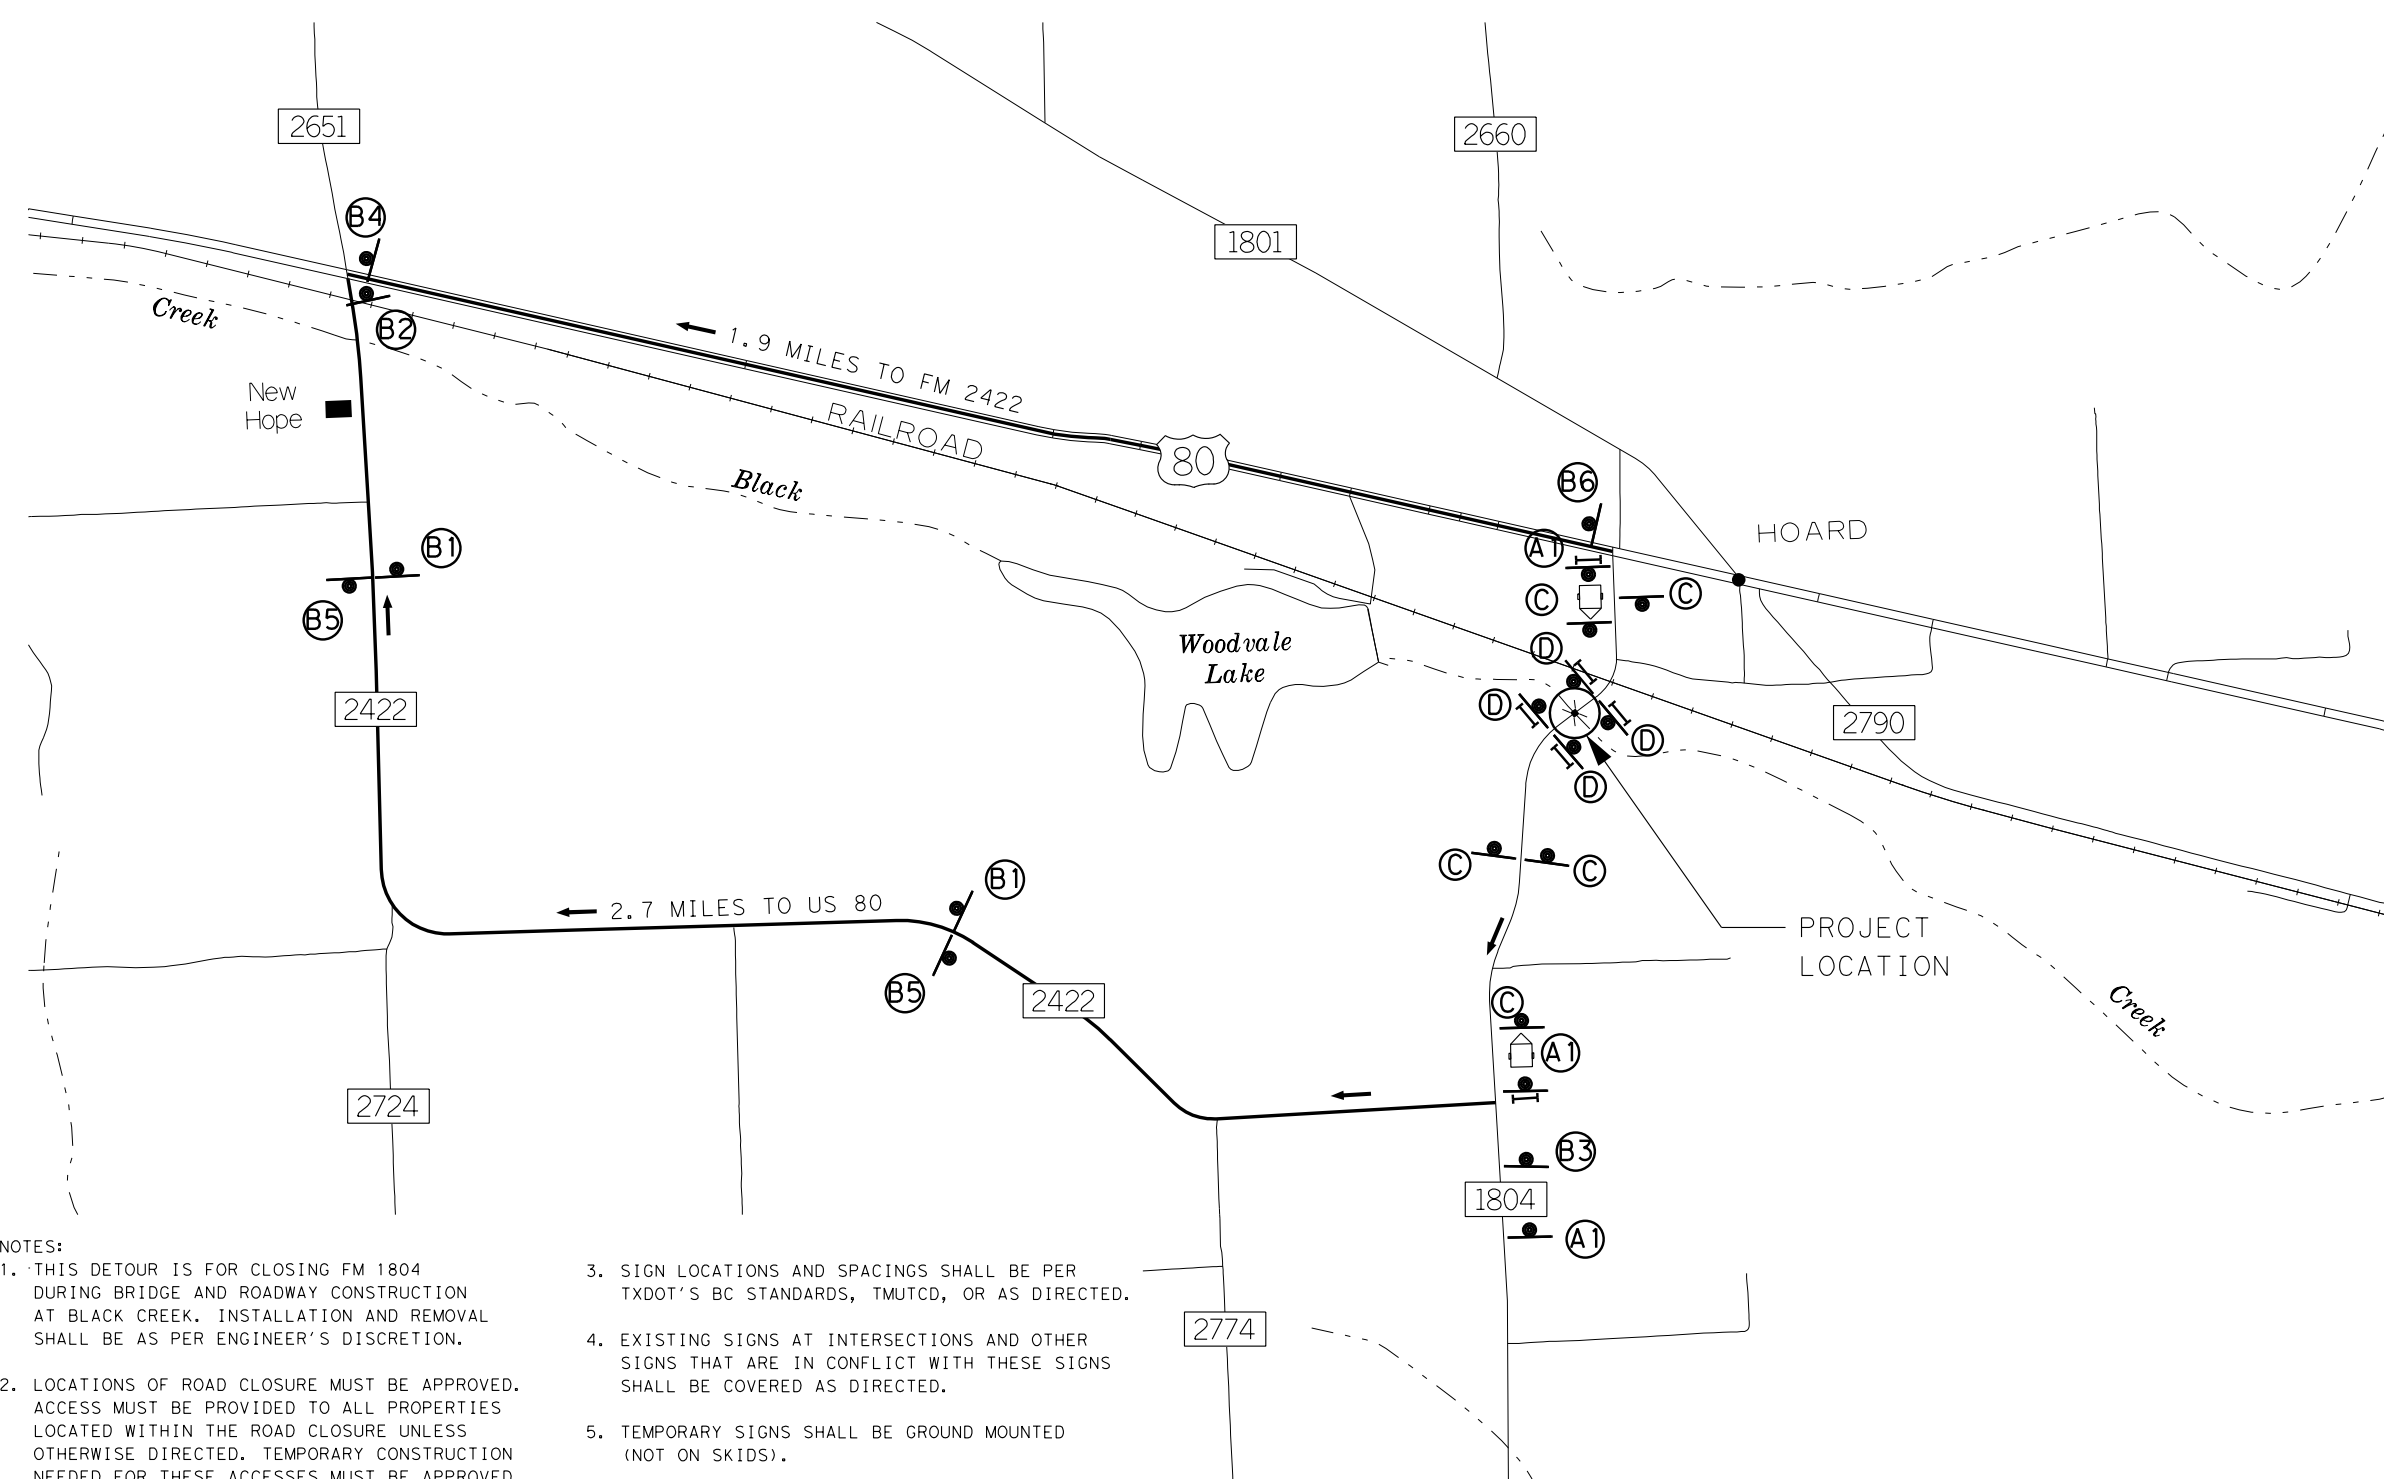 2651
2660
B4
1801
Creek
B2
1.9 MILES TO FM 2422
New
Hope
RAILROAD
80
Black
B6
HOARD
A1
B1
C
C
B5
Woodvale
Lake
D
D
2422
2790
D
D
C
C
B1
2.7 MILES TO US 80
PROJECT
LOCATION
B5
2422
C
Creek
A1
2724
B3
1804
A1
NOTES:
1. THIS DETOUR IS FOR CLOSING FM 1804
DURING BRIDGE AND ROADWAY CONSTRUCTION
AT BLACK CREEK. INSTALLATION AND REMOVAL
SHALL BE AS PER ENGINEER'S DISCRETION.
2. LOCATIONS OF ROAD CLOSURE MUST BE APPROVED.
ACCESS MUST BE PROVIDED TO ALL PROPERTIES
LOCATED WITHIN THE ROAD CLOSURE UNLESS
OTHERWISE DIRECTED. TEMPORARY CONSTRUCTION
NEEDED FOR THESE ACCESSES MUST BE APPROVED
3. SIGN LOCATIONS AND SPACINGS SHALL BE PER
TXDOT'S BC STANDARDS, TMUTCD, OR AS DIRECTED.
4. EXISTING SIGNS AT INTERSECTIONS AND OTHER
SIGNS THAT ARE IN CONFLICT WITH THESE SIGNS
SHALL BE COVERED AS DIRECTED.
5. TEMPORARY SIGNS SHALL BE GROUND MOUNTED
(NOT ON SKIDS).
2774